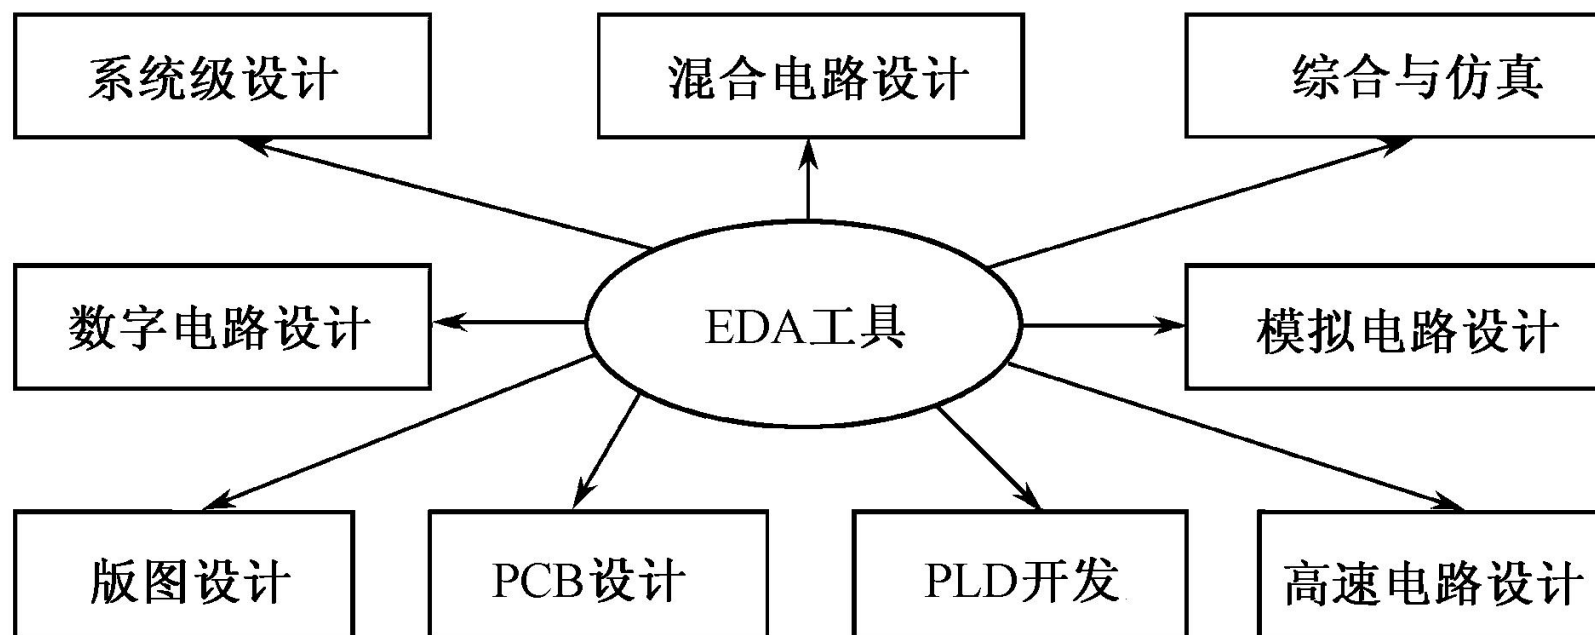 系统级设计
混合电路设计
综合与仿真
数字电路设计
EDA工具
模拟电路设计
版图设计
PCB设计
PLD开发
高速电路设计